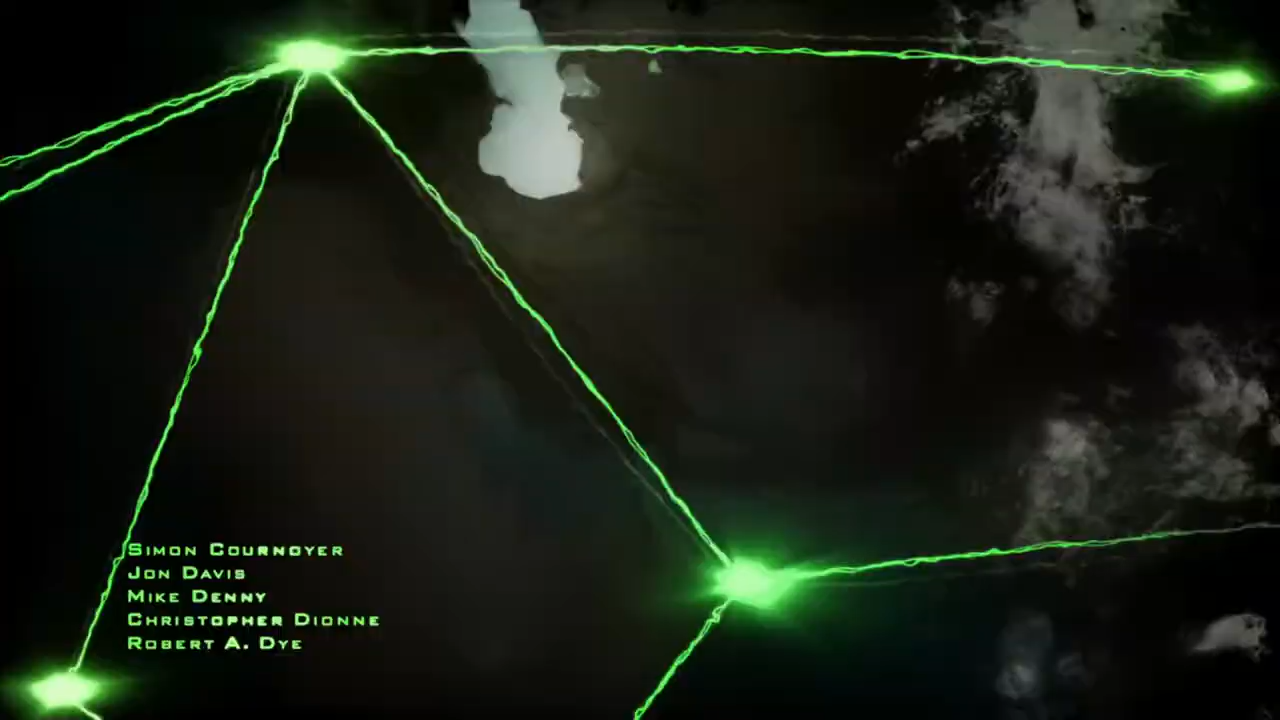 Simon Cournoyer
Jon Davis
Mike Denny
Christopher Dionne
Robert A. Dye